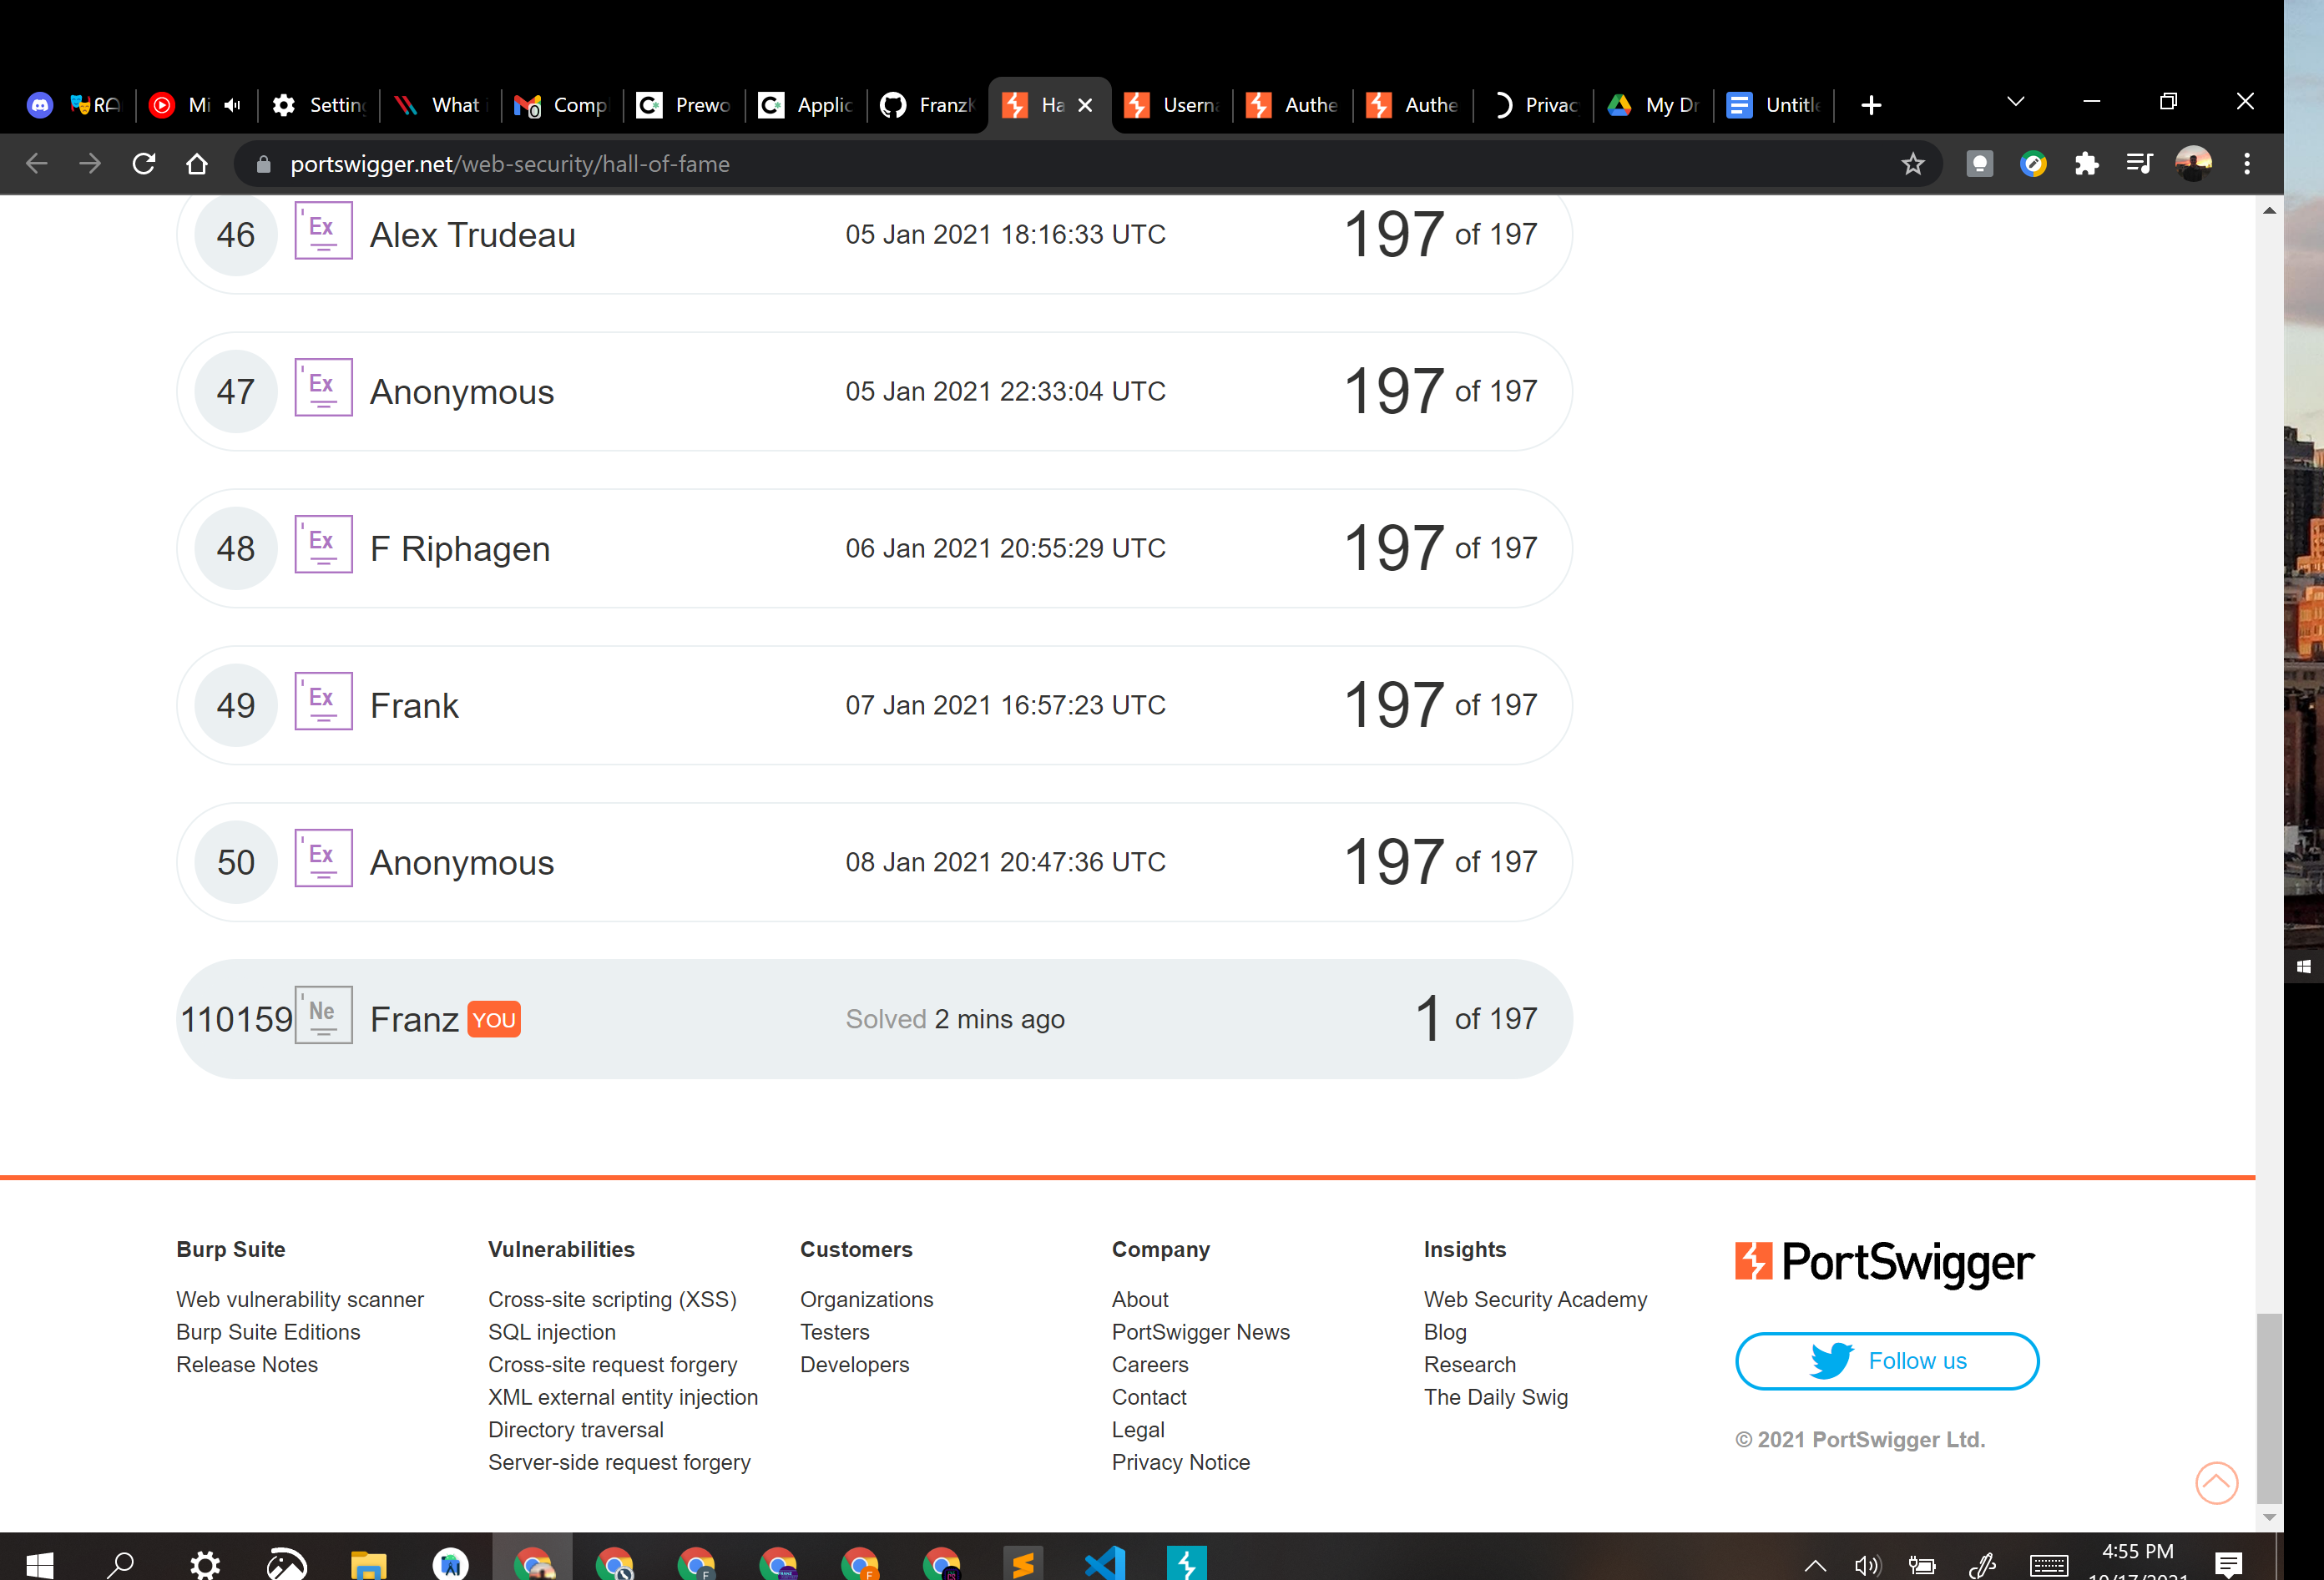 RA
Mi
Settin
What
Comp
Prewo
Applic
FranzK
Ha
Userna
Authe
Authe
Privac
My Dr
Untitle
portswigger.net/web-security/hall-of-fame
46 Ex Alex Trudeau 05 Jan 2021 18:16:33 UTC 197 of 197
47 Ex Anonymous 05 Jan 2021 22:33:04 UTC 197 of 197
48 Ex F Riphagen 06 Jan 2021 20:55:29 UTC 197 of 197
49 Ex Frank 07 Jan 2021 16:57:23 UTC 197 of 197
50 Ex Anonymous 08 Jan 2021 20:47:36 UTC 197 of 197
110159 Ne Franz YOU Solved 2 mins ago 1 of 197
Burp Suite
Web vulnerability scanner
Burp Suite Editions
Release Notes
Vulnerabilities
Cross-site scripting (XSS)
SQL injection
Cross-site request forgery
XML external entity injection
Directory traversal
Server-side request forgery
Customers
Organizations
Testers
Developers
Company
About
PortSwigger News
Careers
Contact
Legal
Privacy Notice
Insights
Web Security Academy
Blog
Research
The Daily Swig
PortSwigger
Follow us
© 2021 PortSwigger Ltd.
4:55 PM
10/17/2021